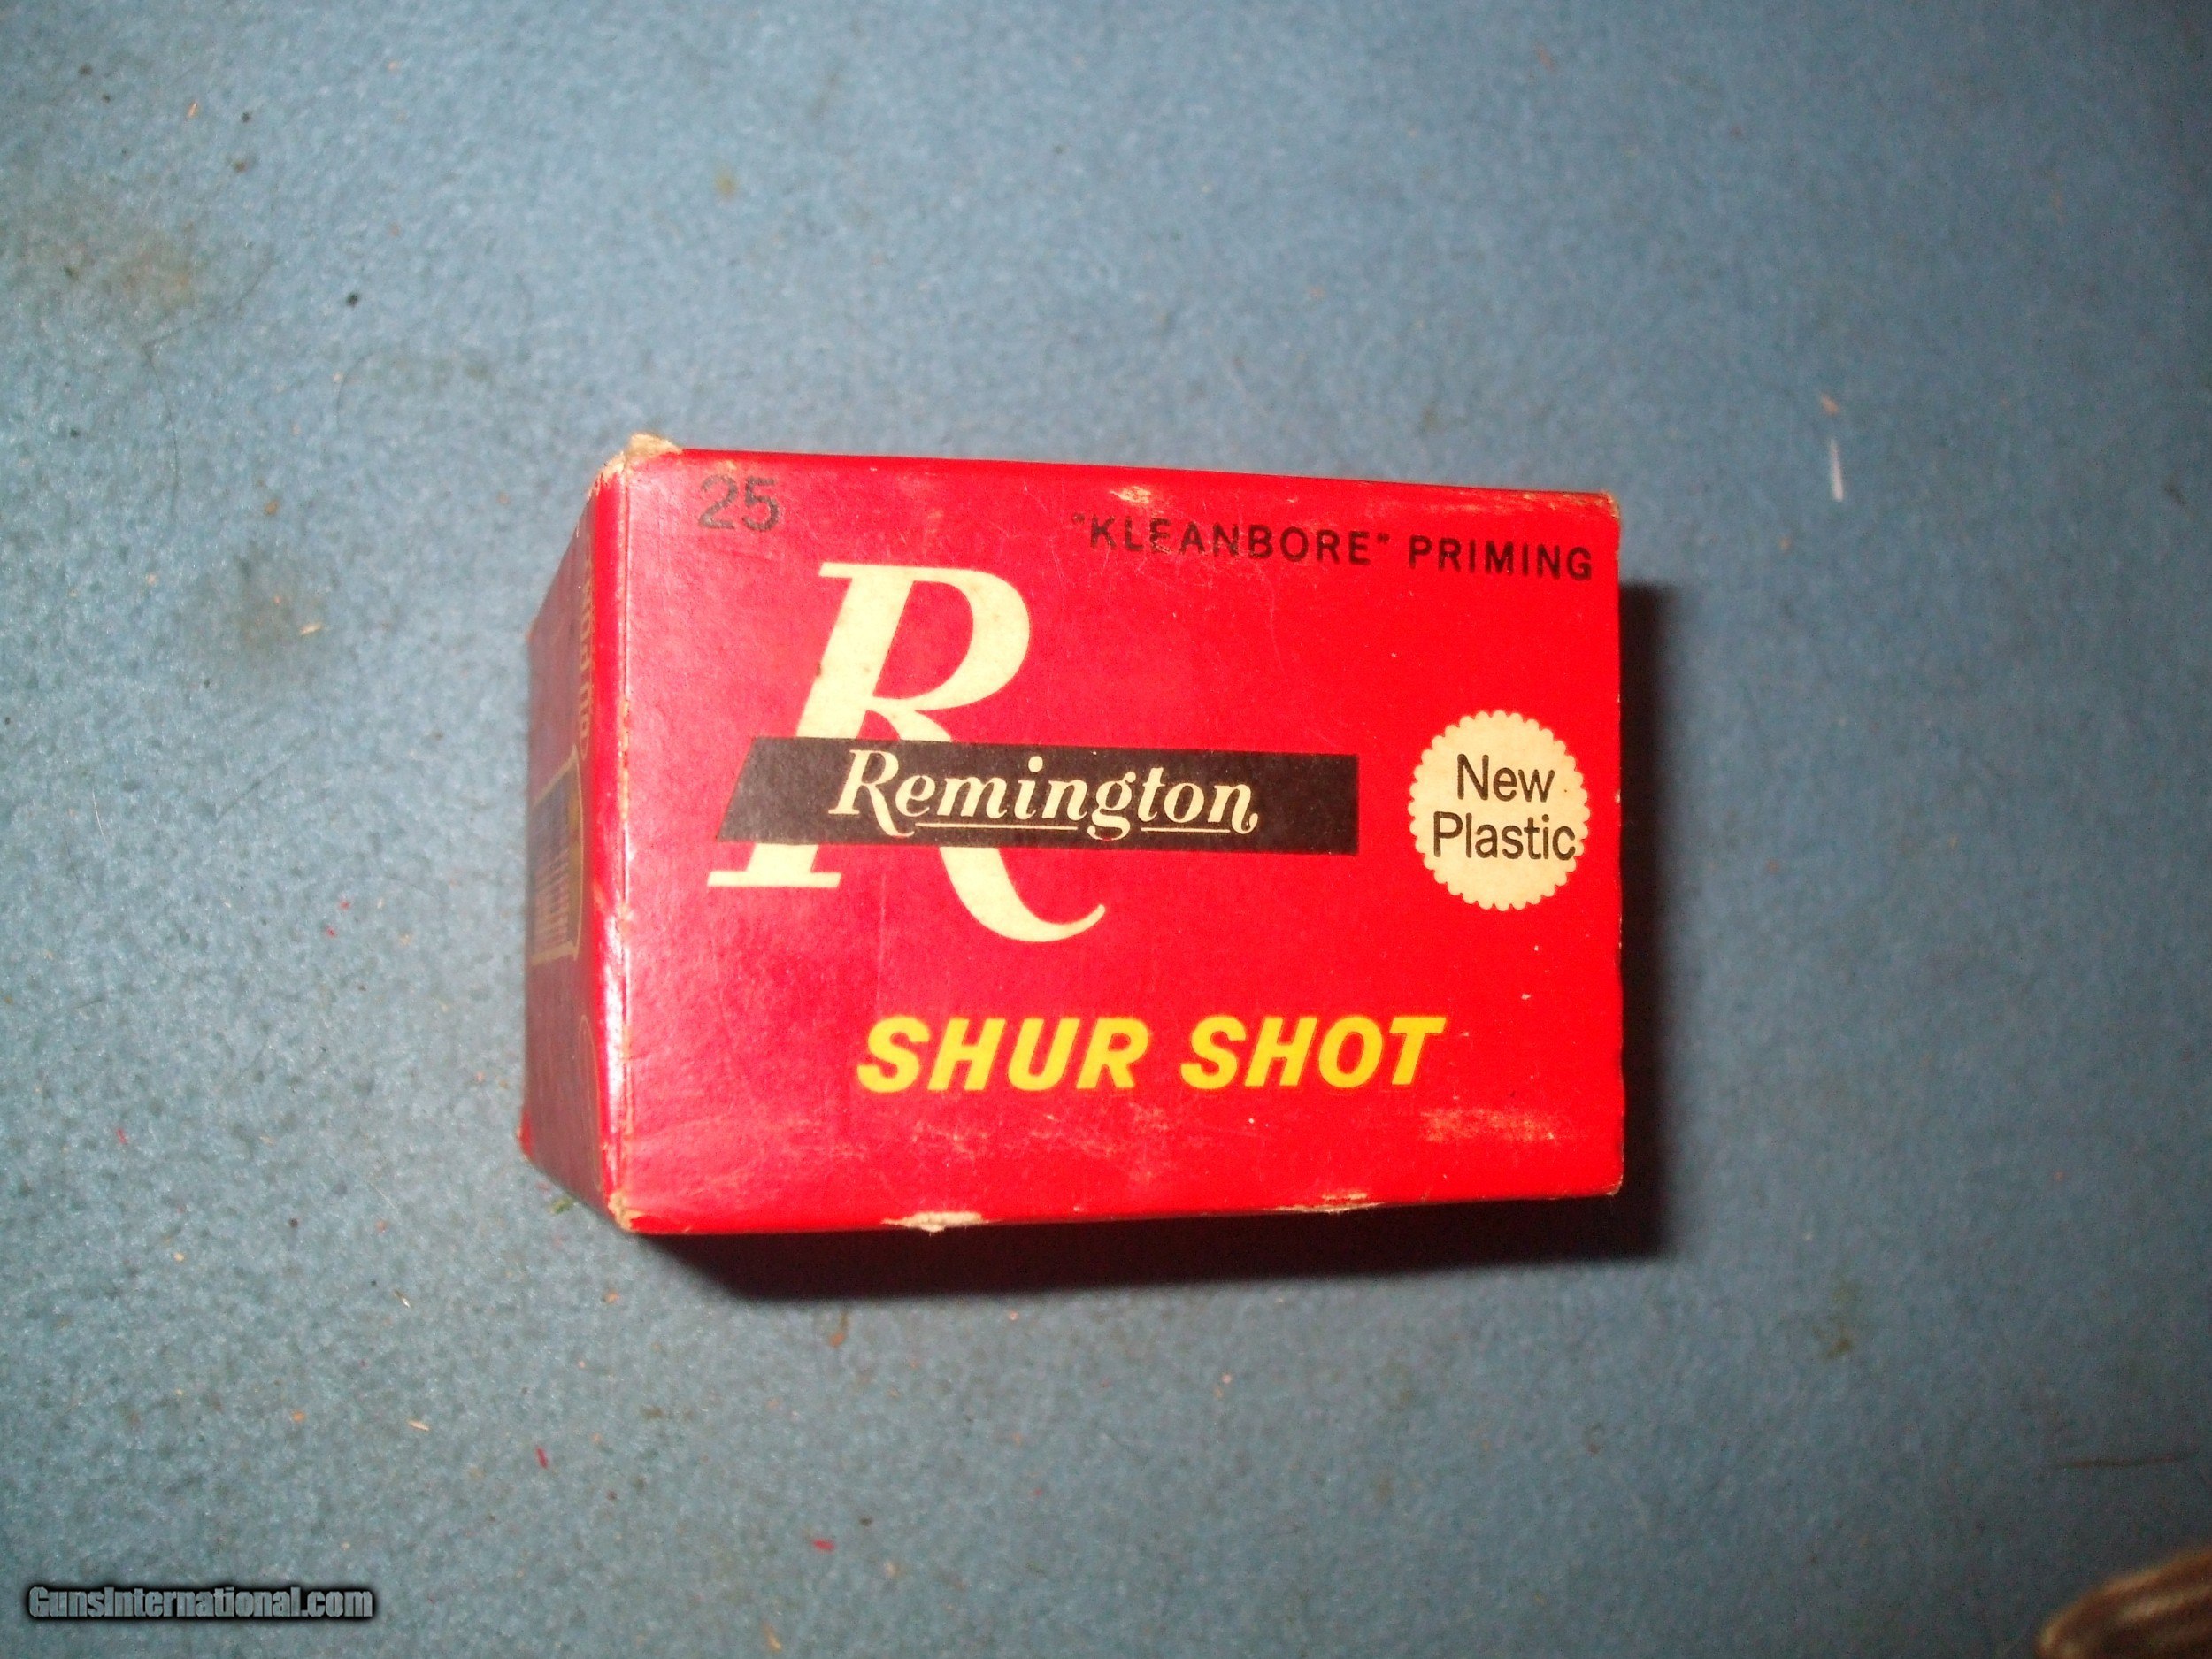 25
"KLEANBORE" PRIMING
R
Remington
New
Plastic
SHUR SHOT
GunsInternational.com